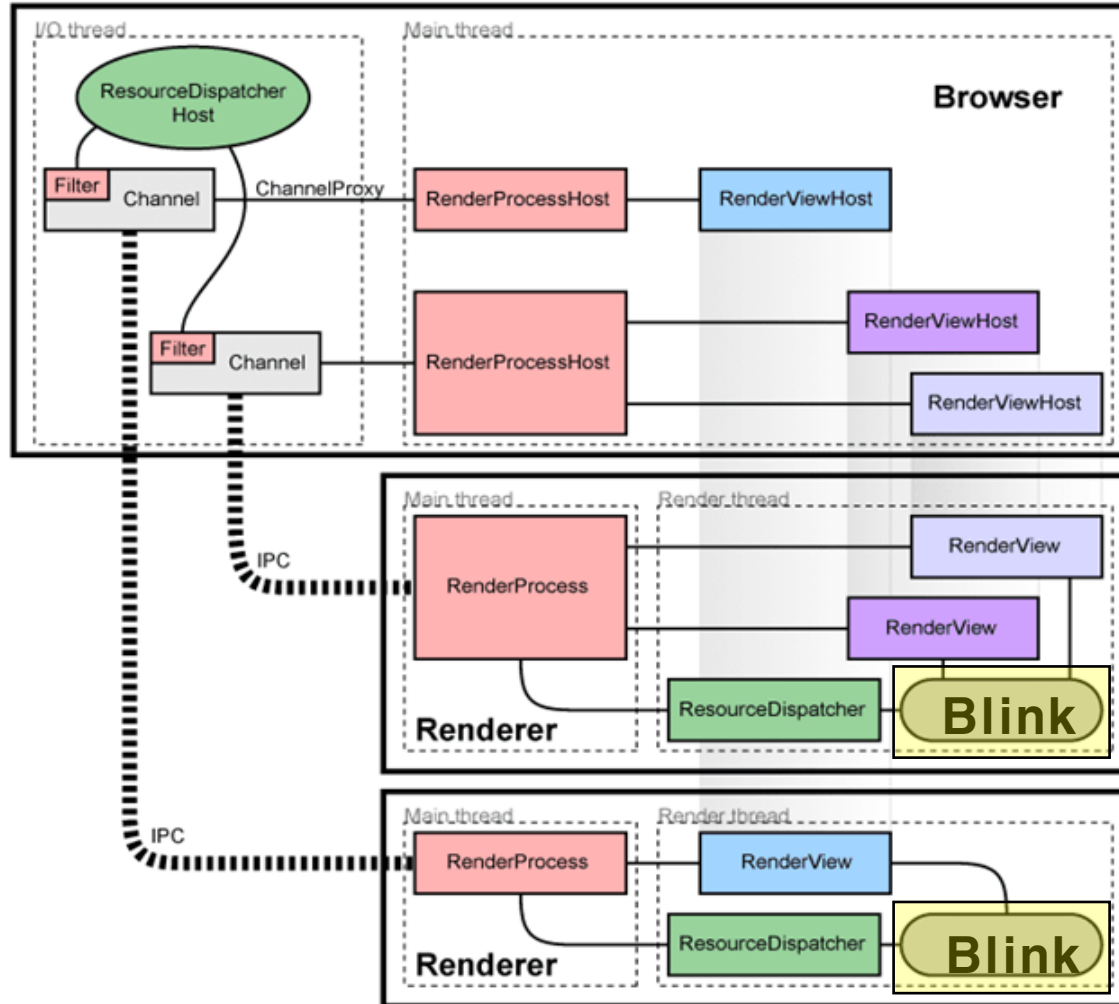 I/O thread
Main thread
ResourceDispatcher
Host
Browser
Filter
Channel
ChannelProxy
RenderProcessHost
RenderViewHost
Filter
Channel
RenderProcessHost
RenderViewHost
RenderViewHost
Main thread
Render thread
IPC
RenderProcess
RenderView
RenderView
ResourceDispatcher
Blink
Renderer
Main thread
Render thread
IPC
RenderProcess
RenderView
ResourceDispatcher
Blink
Renderer